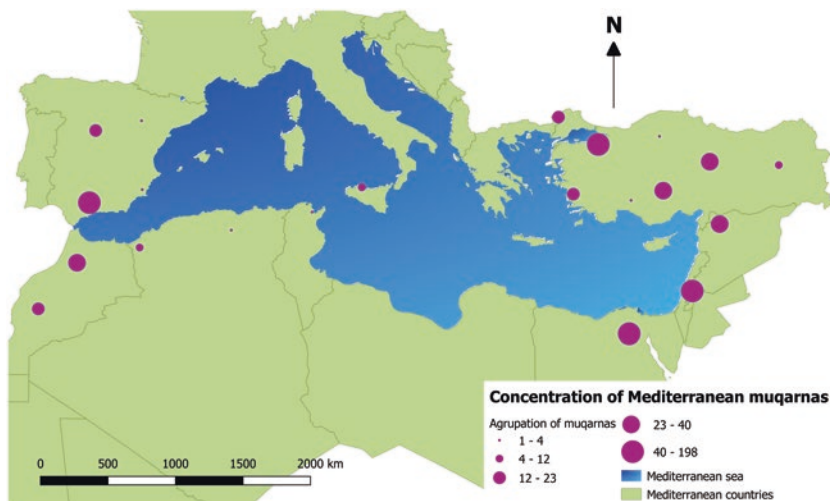 N
Concentration of Mediterranean muqarnas
Agrupation of muqarnas
1 - 4
4 - 12
12 - 23
23 - 40
40 - 198
Mediterranean sea
Mediterranean countries
0 500 1000 1500 2000 km